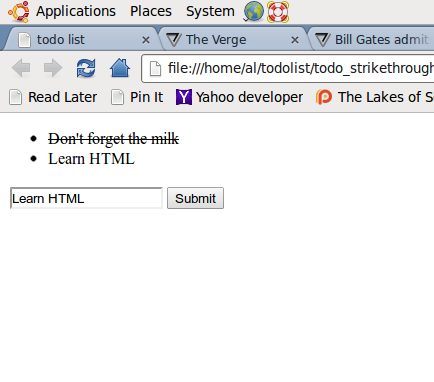 Applications Places System
todo list × The Verge × Bill Gates admit
file:///home/al/todolist/todo_strikethrough
Read Later Pin It Yahoo developer The Lakes of S
Don't forget the milk
Learn HTML
Learn HTML Submit